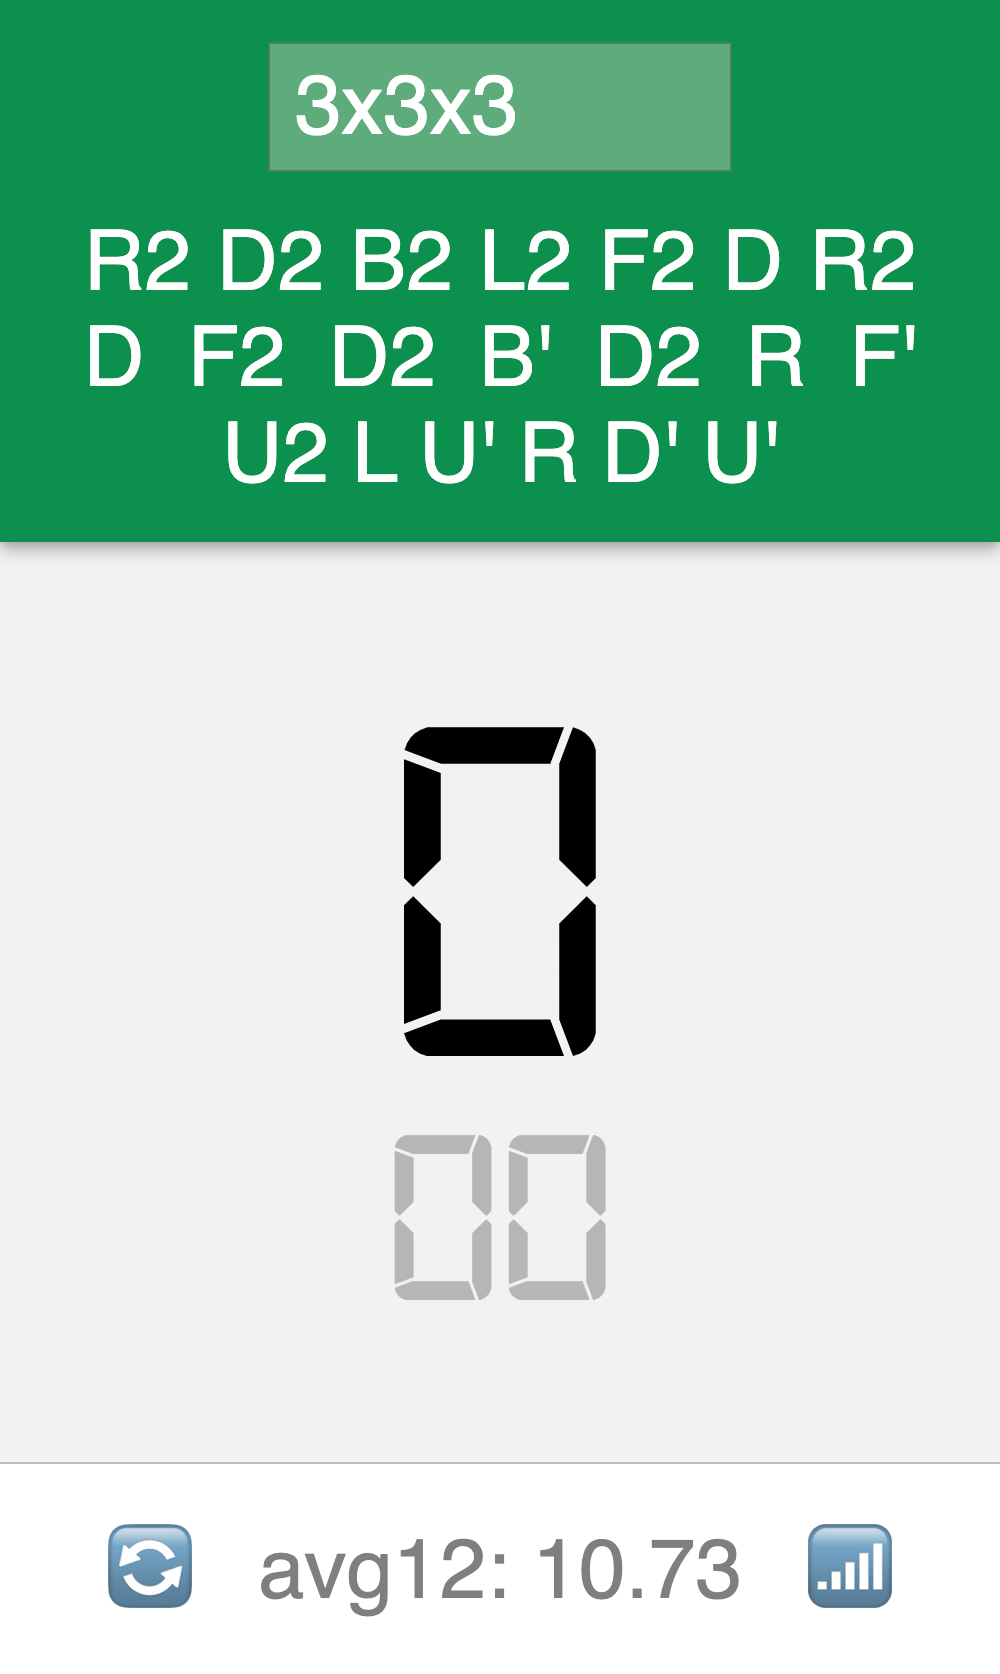 3x3x3
R2 D2 B2 L2 F2 D R2
D F2 D2 B' D2 R F'
U2 L U' R D' U'
0
00
avg12: 10.73